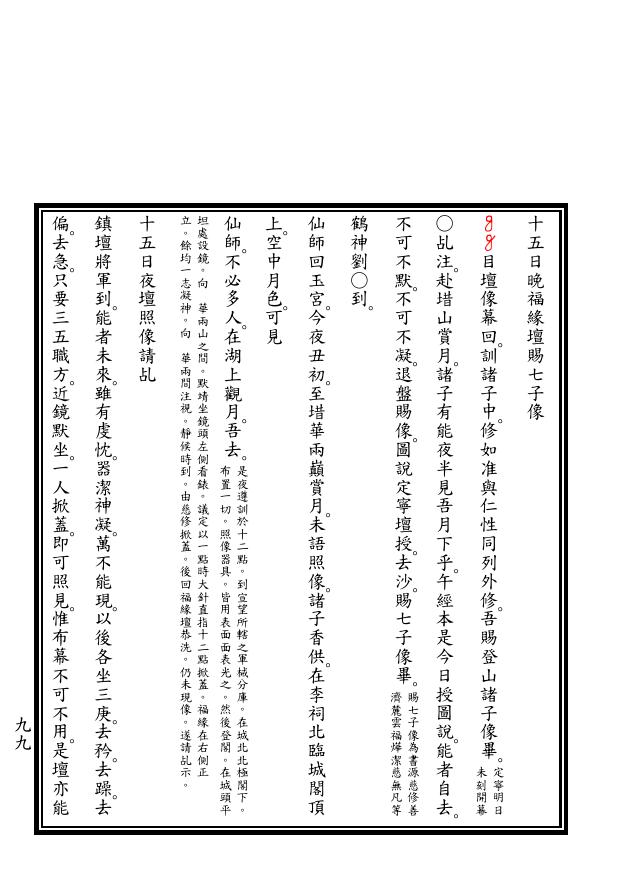 十五日晚福緣壇賜七子像
目壇像幕回。訓諸子中。修如准與仁性同列外修。吾賜登山諸子像畢。定寧明日未刻開幕
〇乩注。赴堦山賞月。諸子有能夜半見吾月下乎。午經本是今日授圖說。能者自去。
不可不默。不可不凝。退盤賜像。圖說定寧壇授。去沙。賜七子像畢。賜七子像為書源慈修善濟麓雲福燁潔慈無凡等
鶴神劉〇到。
仙師回玉宮。今夜丑初。至堦華兩巔賞月。未語照像。諸子香供。在李祠北臨城閣頂
上。空中月色。可見
仙師。不必多人。在湖上觀月。吾去。是夜遵訓於十二點。到宣望所轄之軍械分庫。在城北北極閣下。布置一切。照像器具。皆用表面面表光之。然後登閣。在城頭平
坦處設鏡。向　華兩山之間。默靖坐鏡頭左側看錶。議定以一點時大針直指十二點掀蓋。福緣在右側正
立。餘均一志凝神。向　華兩間注視。靜候時到。由慈修掀蓋。後回福緣壇恭洗。仍未現像。遂請乩示。
十五日夜壇照像請乩
鎮壇將軍到。能者未來。雖有虔忱。器潔神凝。萬不能現。以後各坐三庚。去矜。去躁。去
偏。去急。只要三五職方。近鏡默坐。一人掀蓋。即可照見。惟布幕不可不用。是壇亦能
九九